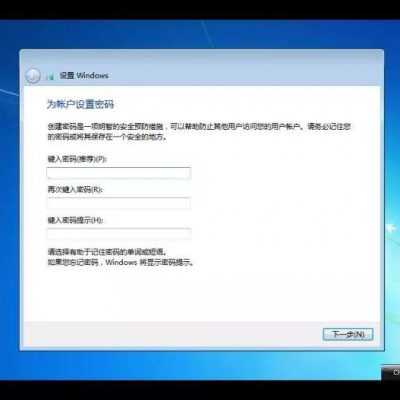 设置 Windows
为帐户设置密码
创建密码是一项明智的安全预防措施，可以帮助防止其他用户访问您的用户帐户。请务必记住您
的密码或将其保存在一个安全的地方。
键入密码(推荐)(P):
再次键入密码(R):
键入密码提示(H):
请选择有助于记住密码的单词或短语。
如果您忘记密码，Windows 将显示密码提示。
下一步(N)